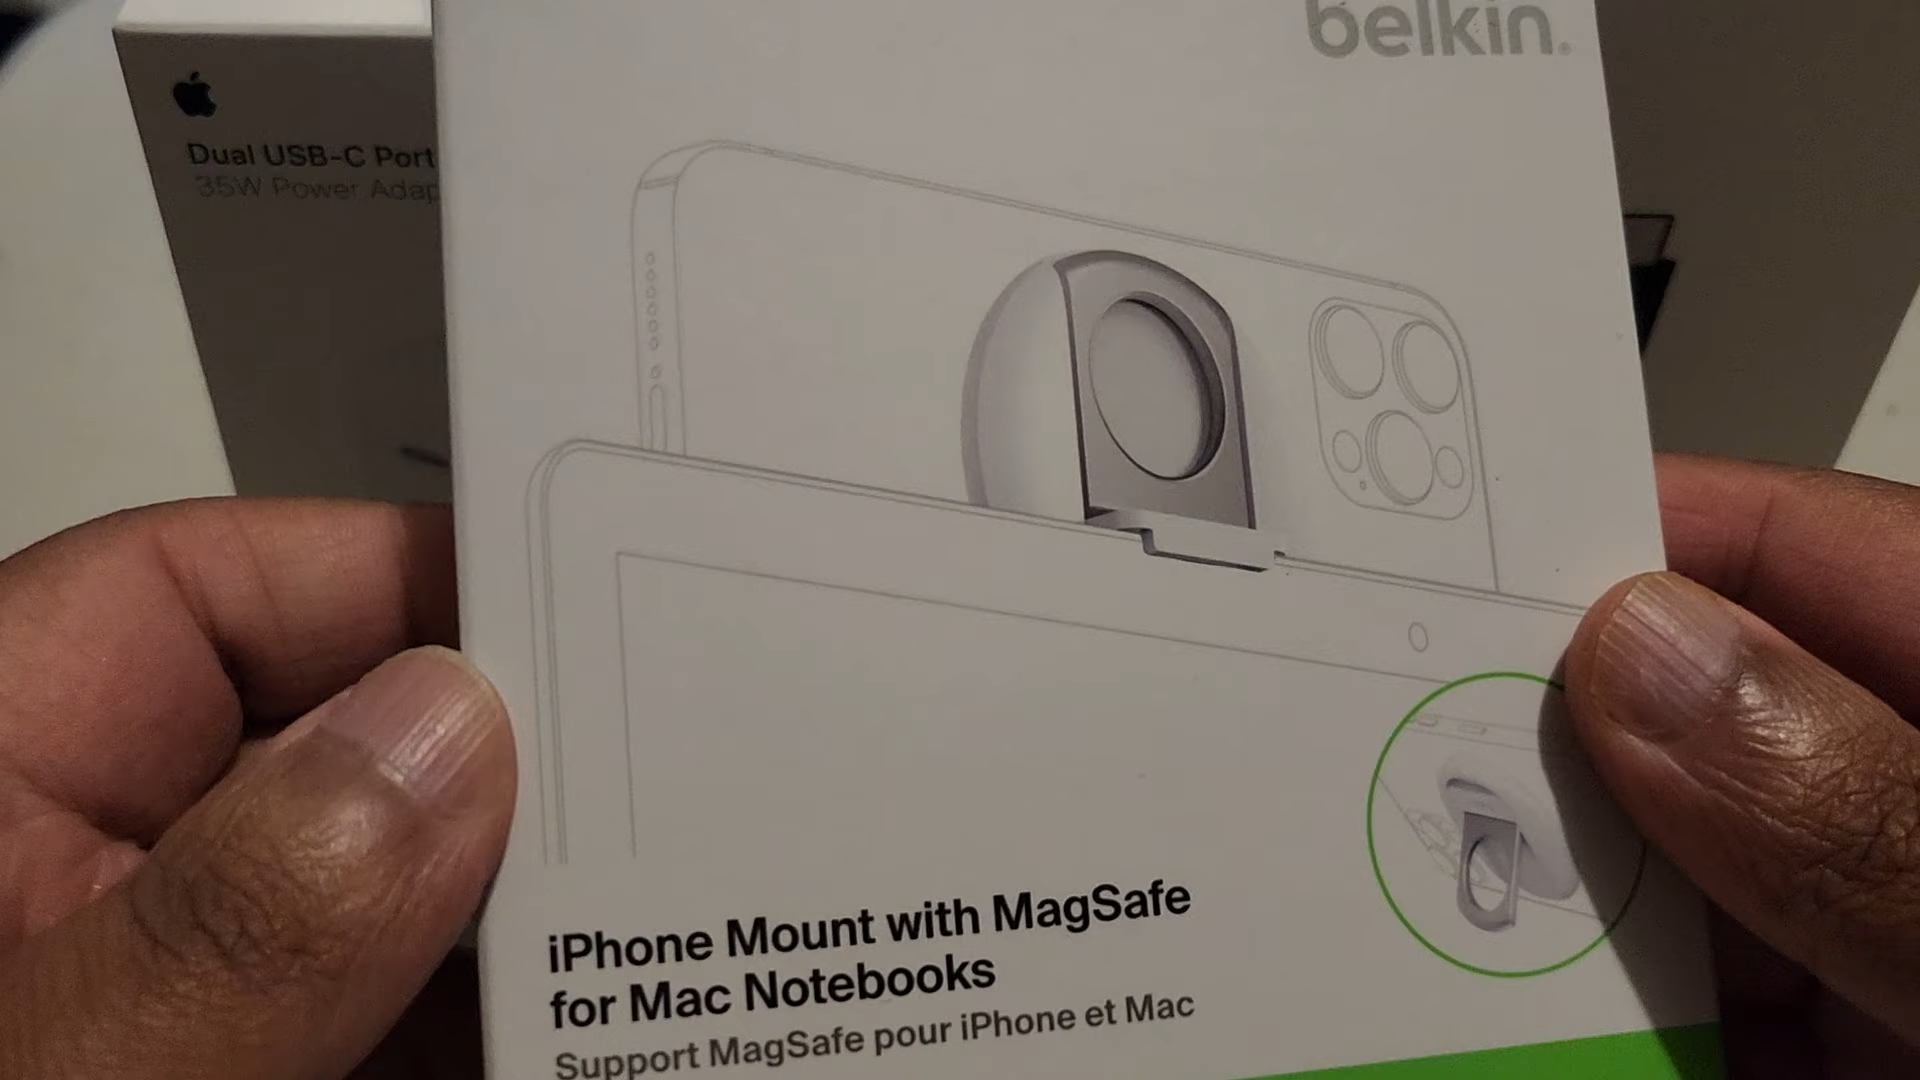 belkin.
Dual USB-C Port
35W Power Adap
iPhone Mount with MagSafe
for Mac Notebooks
Support MagSafe pour iPhone et Mac